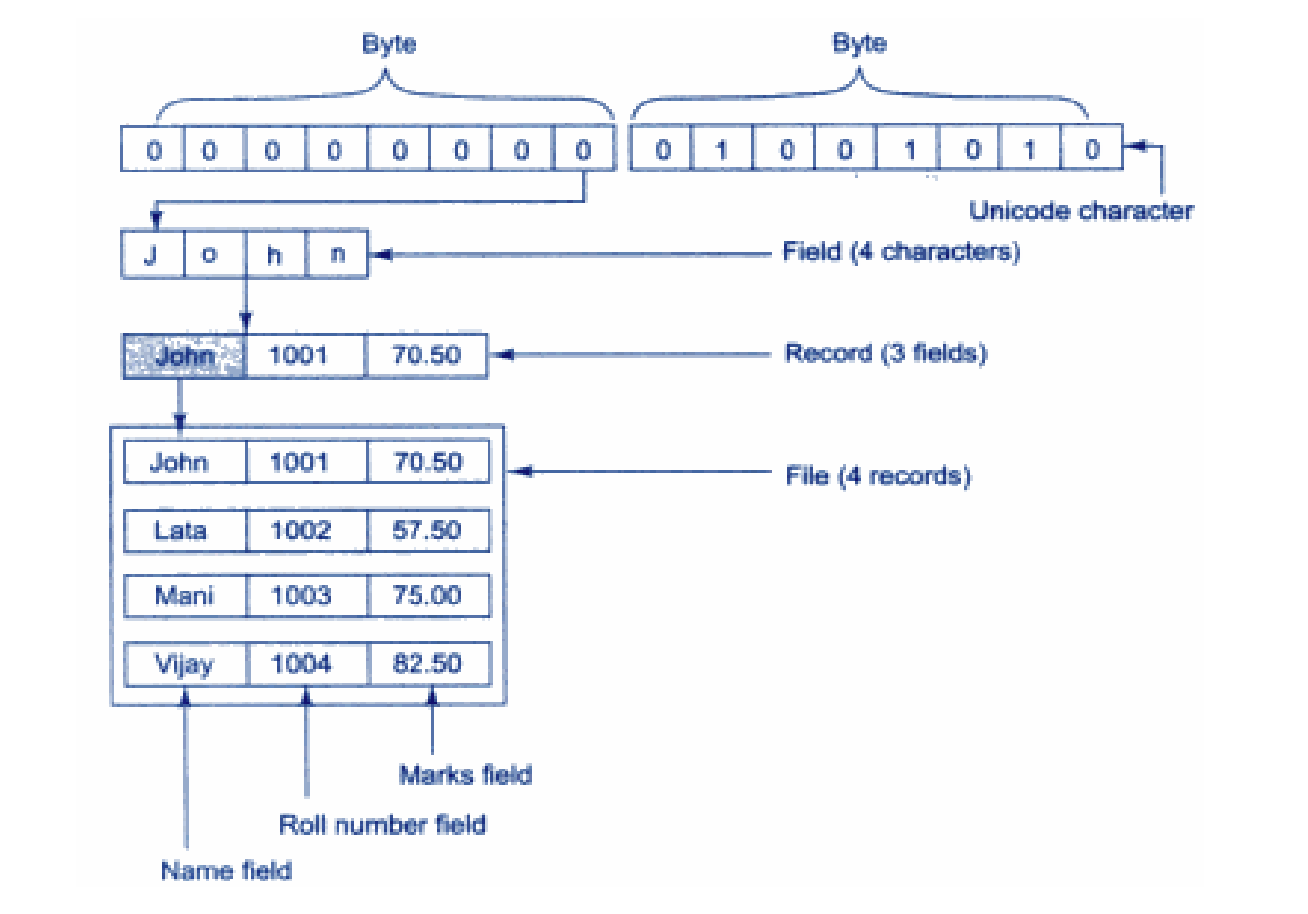 Byte Byte
0 0 0 0 0 0 0 0 0 1 0 0 1 0 1 0
Unicode character
J o h n Field (4 characters)
John 1001 70.50 Record (3 fields)
John 1001 70.50
File (4 records)
Lata 1002 57.50
Mani 1003 75.00
Vijay 1004 82.50
Marks field
Roll number field
Name field